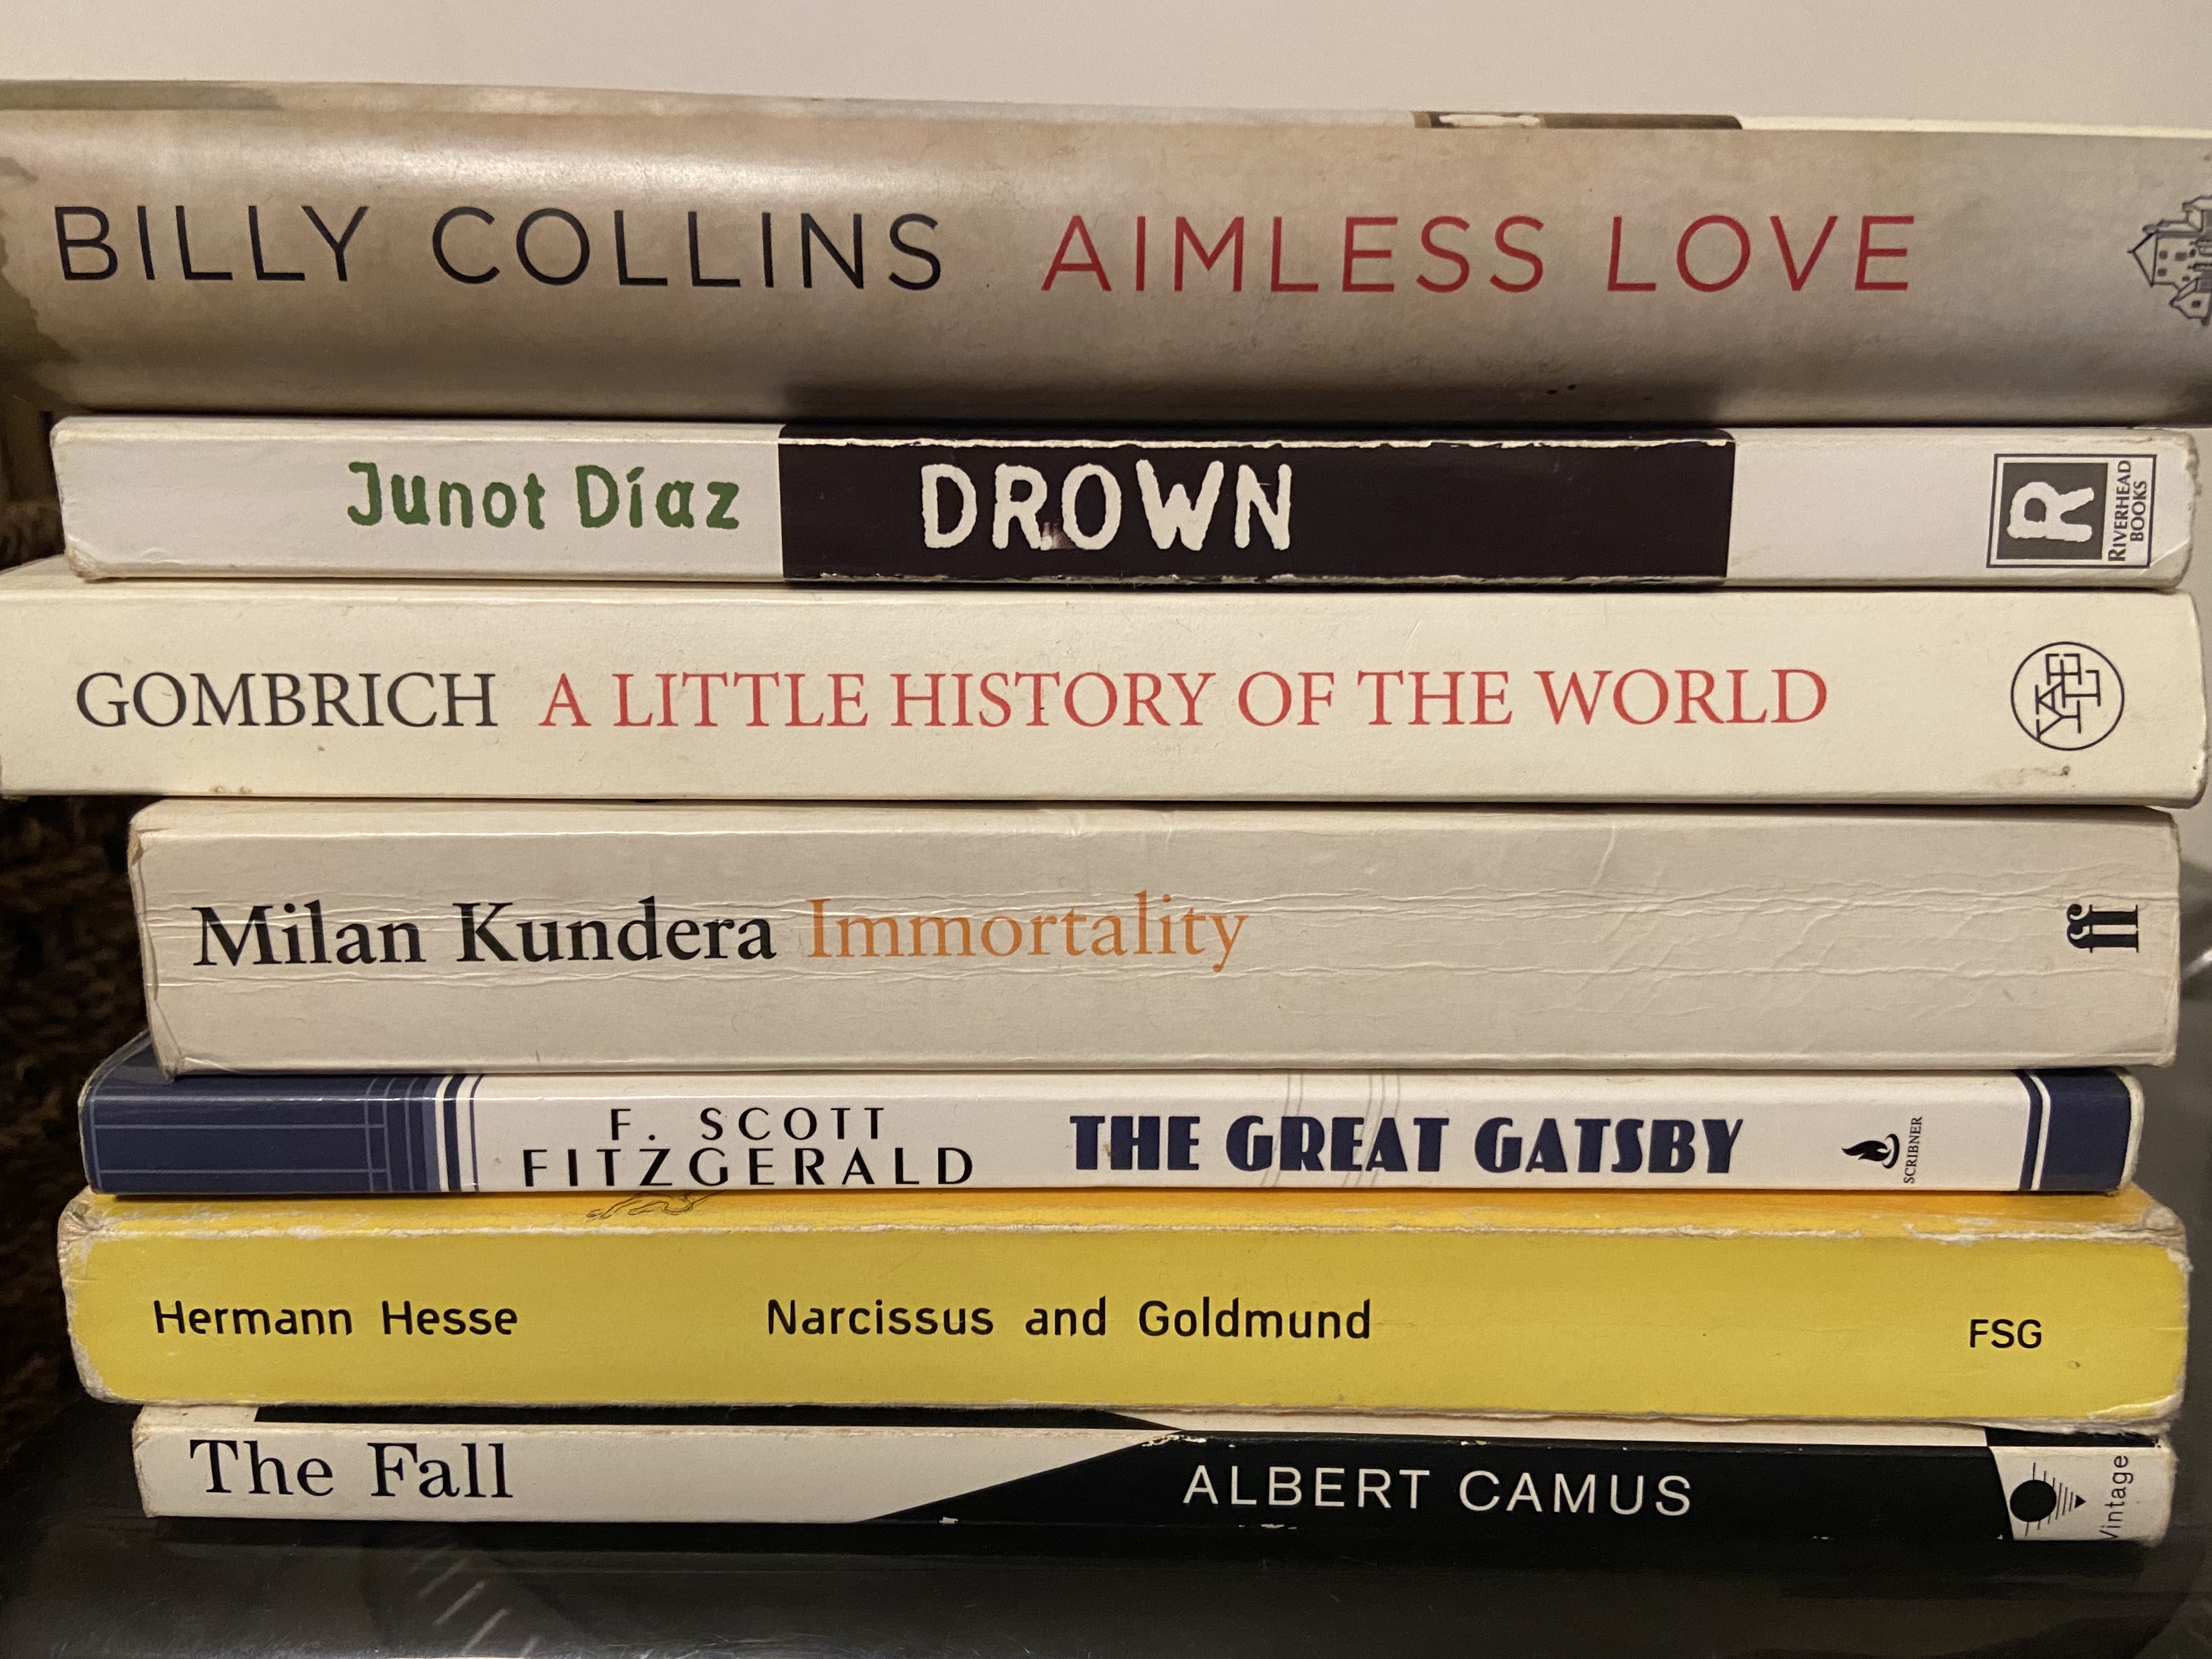 BILLY COLLINS AIMLESS LOVE
Junot Díaz DROWN R RIVERHEAD BOOKS
GOMBRICH A LITTLE HISTORY OF THE WORLD YALE
Milan Kundera Immortality ff
F. SCOTT FITZGERALD THE GREAT GATSBY SCRIBNER
Hermann Hesse Narcissus and Goldmund FSG
The Fall ALBERT CAMUS Vintage